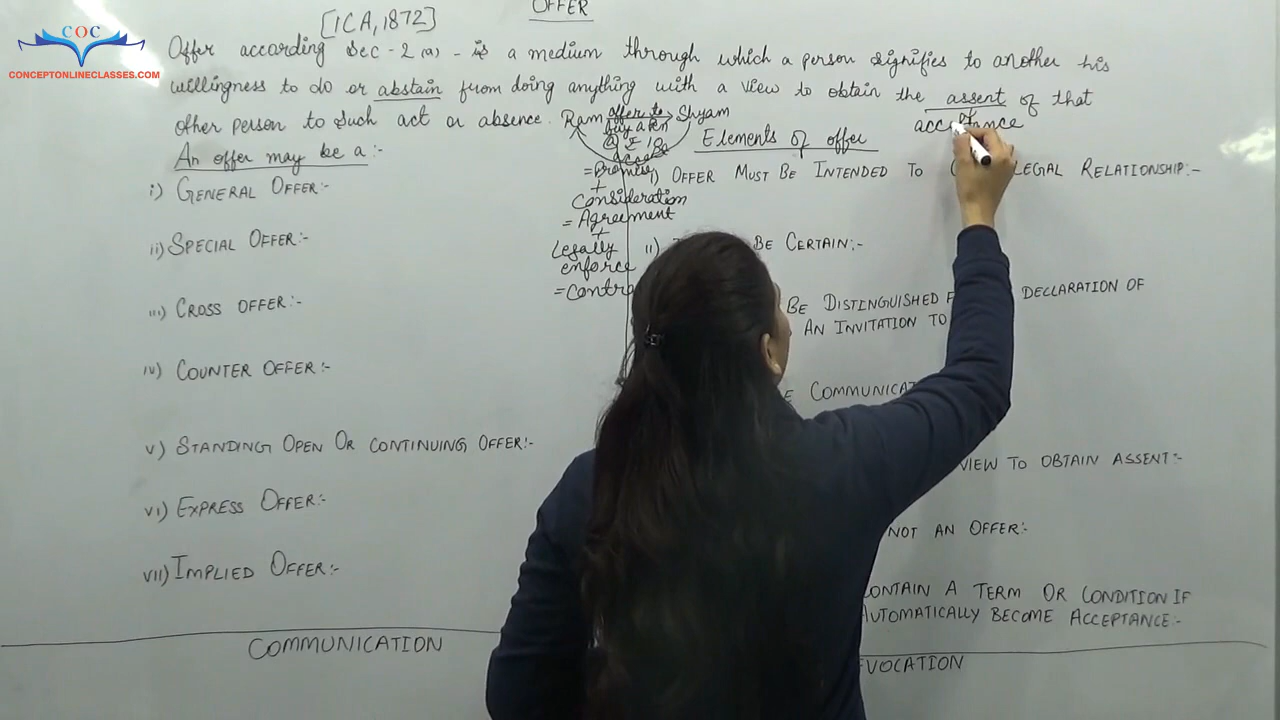 OFFER
[ICA, 1872]
COC
CONCEPTONLINECLASSES.COM
Offer according Sec - 2 (a) - is a medium through which a person signifies to another his
willingness to do or abstain from doing anything with a view to obtain the assent of that
other person to such act or absence. Ram offer to Shyam
acceptance
buy a Pen
accept
An offer may be a:-
Elements of offer
= Promise
+
Consideration
= Agreement
+
Legally
enforce
= Contra
i) GENERAL OFFER:-
ii) SPECIAL OFFER:-
iii) CROSS OFFER:-
iv) COUNTER OFFER:-
v) STANDING, OPEN OR CONTINUING OFFER:-
vi) EXPRESS OFFER:-
vii) IMPLIED OFFER:-
i) OFFER MUST BE INTENDED TO LEGAL RELATIONSHIP:-
ii) BE CERTAIN:-
BE DISTINGUISHED DECLARATION OF
AN INVITATION TO
VIEW TO OBTAIN ASSENT:-
NOT AN OFFER:-
CONTAIN A TERM OR CONDITION IF
AUTOMATICALLY BECOME ACCEPTANCE:-
COMMUNICATION
EVOCATION